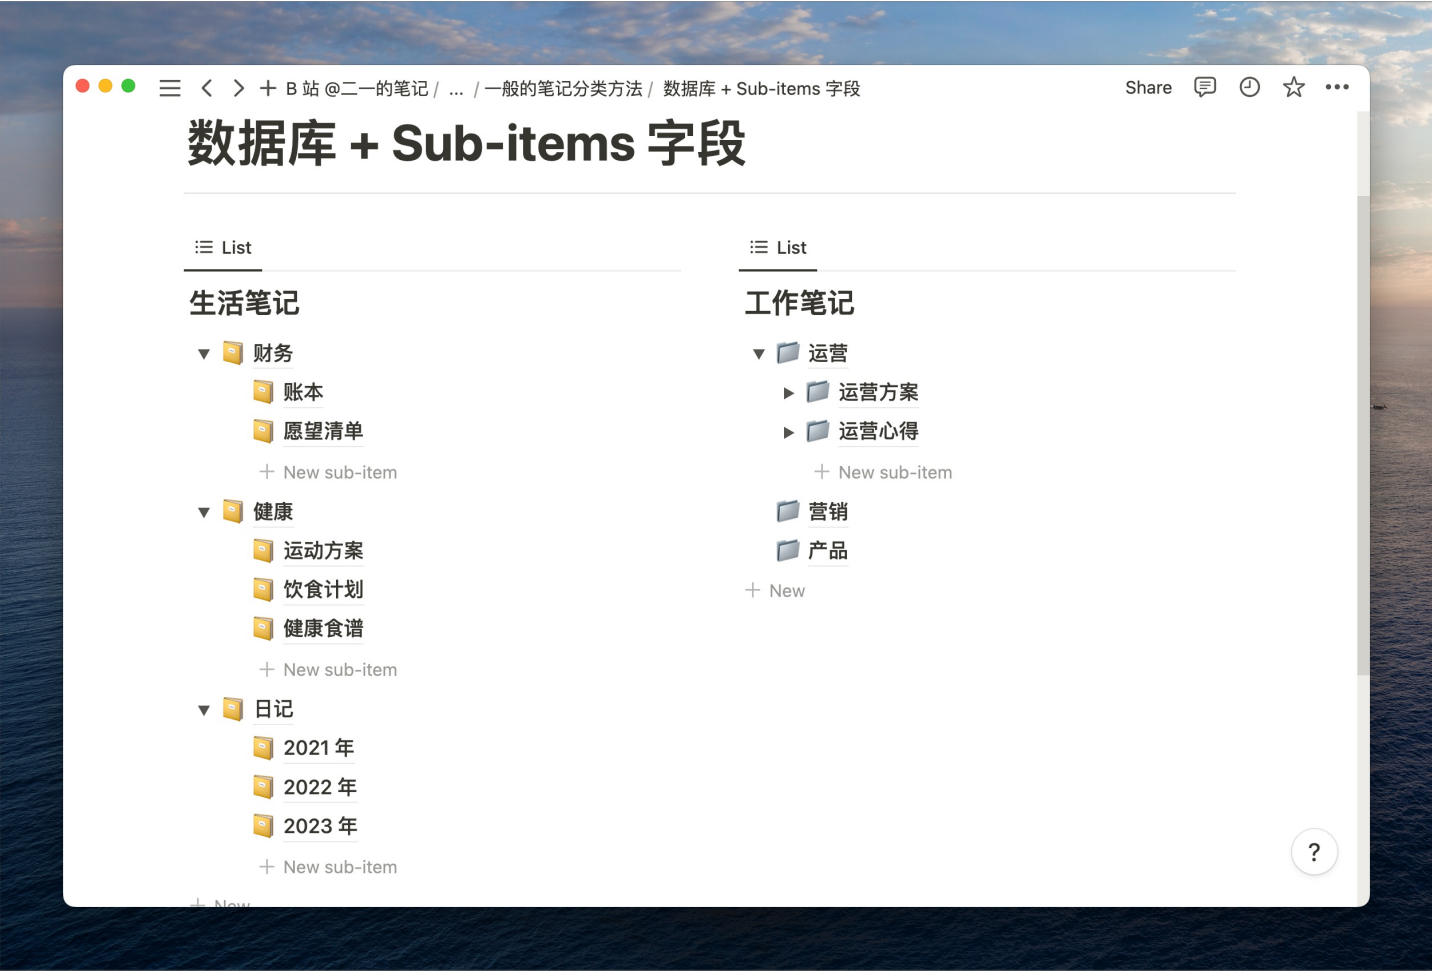 B 站 @二一的笔记 / ... / 一般的笔记分类方法 / 数据库 + Sub-items 字段
Share
数据库 + Sub-items 字段
List
生活笔记
财务
账本
愿望清单
New sub-item
健康
运动方案
饮食计划
健康食谱
New sub-item
日记
2021 年
2022 年
2023 年
New sub-item
New
List
工作笔记
运营
运营方案
运营心得
New sub-item
营销
产品
New
?